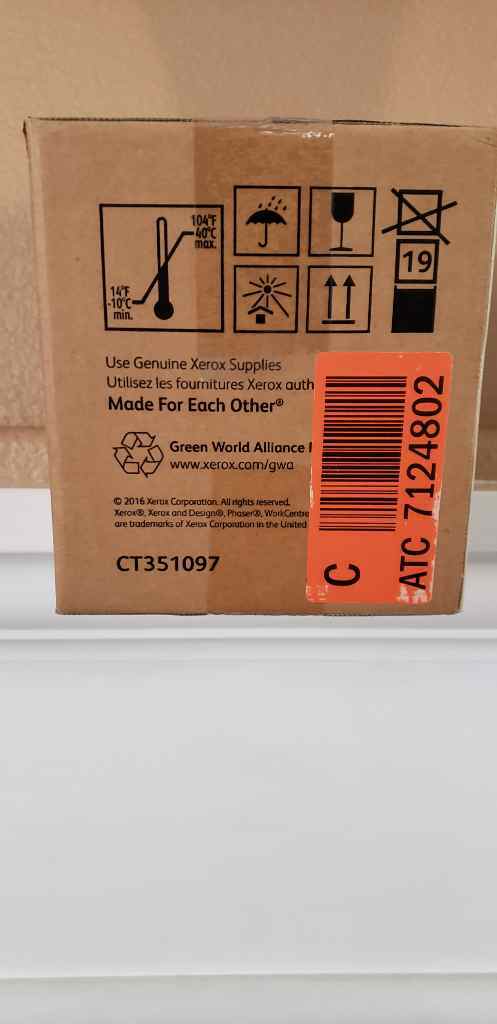 104°F
40°C
max.
14°F
-10°C
min.
19
Use Genuine Xerox Supplies
Utilisez les fournitures Xerox auth
Made For Each Other®
Green World Alliance
www.xerox.com/gwa
© 2016 Xerox Corporation. All rights reserved.
Xerox®, Xerox and Design®, Phaser®, WorkCentre
are trademarks of Xerox Corporation in the United
CT351097
C
ATC 7124802